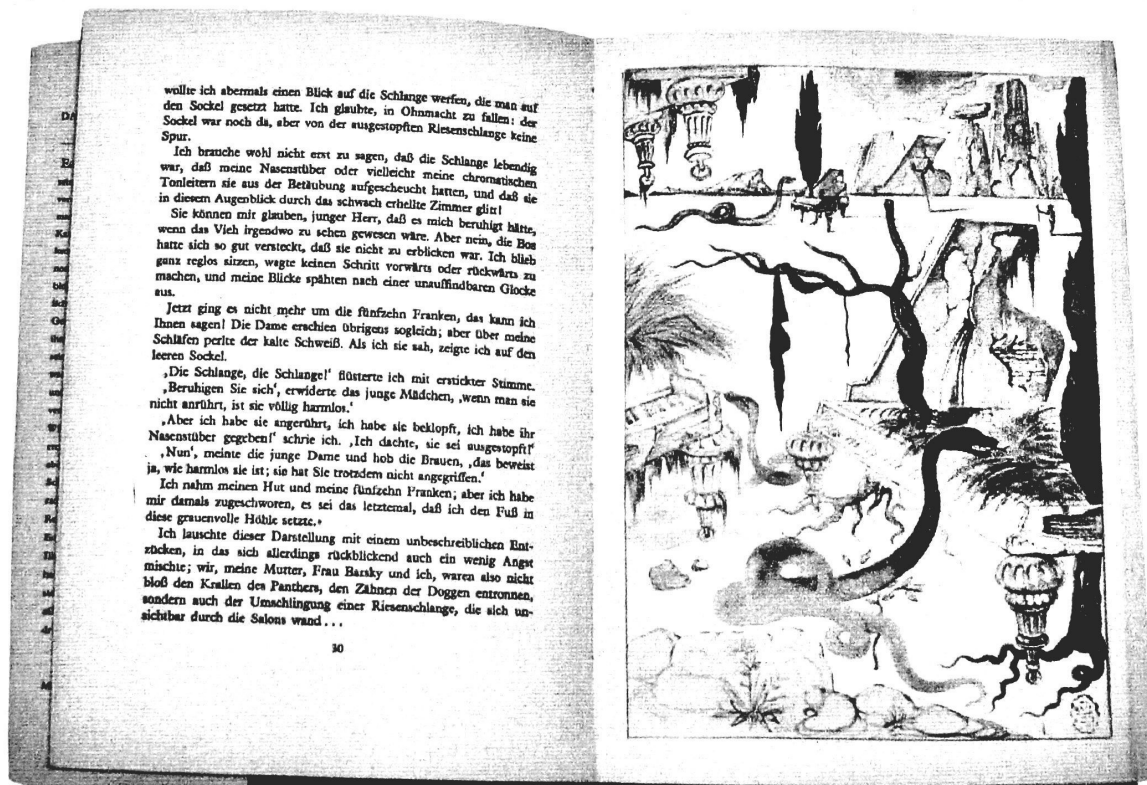 wollte ich abermals einen Blick auf die Schlange werfen, die man auf
den Sockel gesetzt hatte. Ich glaubte, in Ohnmacht zu fallen: der
Sockel war noch da, aber von der ausgestopften Riesenschlange keine
Spur.
Ich brauche wohl nicht erst zu sagen, daß die Schlange lebendig
war, daß meine Nasenstüber oder vielleicht meine chromatischen
Tonleitern sie aus der Betäubung aufgescheucht hatten, und daß sie
in diesem Augenblick durch das schwach erhellte Zimmer glitt!
Sie können mit glauben, junger Herr, daß es mich beruhigt hätte,
wenn das Vieh irgendwo zu sehen gewesen wäre. Aber nein, die Boa
hatte sich so gut versteckt, daß sie nicht zu erblicken war. Ich blieb
ganz reglos sitzen, wagte keinen Schritt vorwärts oder rückwärts zu
machen, und meine Blicke spähten nach einer unauffindbaren Glocke
aus.
Jetzt ging es nicht mehr um die fünfzehn Franken, das kann ich
Ihnen sagen! Die Dame erschien übrigens sogleich; aber über meine
Schläfen perlte der kalte Schweiß. Als ich sie sah, zeigte ich auf den
leeren Sockel.
‚Die Schlange, die Schlange!‘ flüsterte ich mit erstickter Stimme.
‚Beruhigen Sie sich‘, erwiderte das junge Mädchen, ‚wenn man sie
nicht anrührt, ist sie völlig harmlos.‘
‚Aber ich habe sie angerührt, ich habe sie beklopft, ich habe ihr
Nasenstüber gegeben!‘ schrie ich. ‚Ich dachte, sie sei ausgestopft!‘
‚Nun‘, meinte die junge Dame und hob die Brauen, ‚das beweist
ja, wie harmlos sie ist; sie hat Sie trotzdem nicht angegriffen.‘
Ich nahm meinen Hut und meine fünfzehn Franken; aber ich habe
mir damals zugeschworen, es sei das letztemal, daß ich den Fuß in
diese grauenvolle Höhle setzte.«
Ich lauschte dieser Darstellung mit einem unbeschreiblichen Ent-
zücken, in das sich allerdings rückblickend auch ein wenig Angst
mischte; wir, meine Mutter, Frau Barsky und ich, waren also nicht
bloß den Krallen des Panthers, den Zähnen der Doggen entronnen,
sondern auch der Umschlingung einer Riesenschlange, die sich un-
sichtbar durch die Salons wand . . .
30
DA